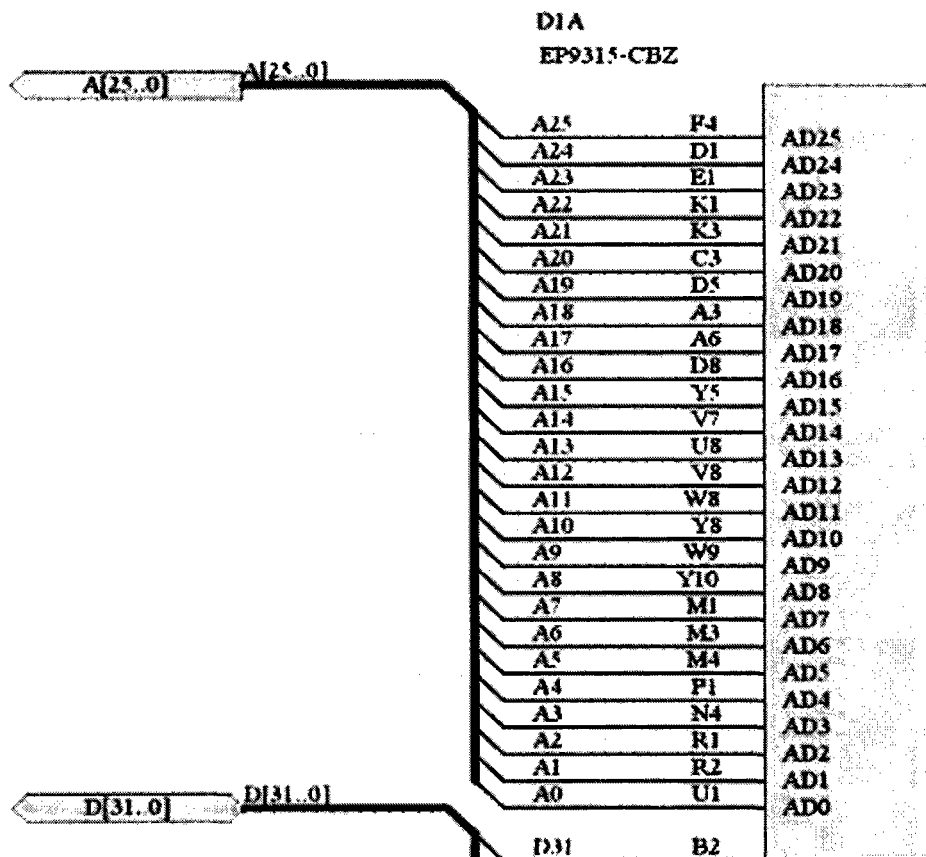 D1A
EP9315-CBZ
A[25..0] A[25..0]
A25 F4 AD25
A24 D1 AD24
A23 E1 AD23
A22 K1 AD22
A21 K3 AD21
A20 C3 AD20
A19 D5 AD19
A18 A3 AD18
A17 A6 AD17
A16 D8 AD16
A15 Y5 AD15
A14 V7 AD14
A13 U8 AD13
A12 V8 AD12
A11 W8 AD11
A10 Y8 AD10
A9 W9 AD9
A8 Y10 AD8
A7 M1 AD7
A6 M3 AD6
A5 M4 AD5
A4 P1 AD4
A3 N4 AD3
A2 R1 AD2
A1 R2 AD1
A0 U1 AD0
D[31..0] D[31..0]
D31 B2